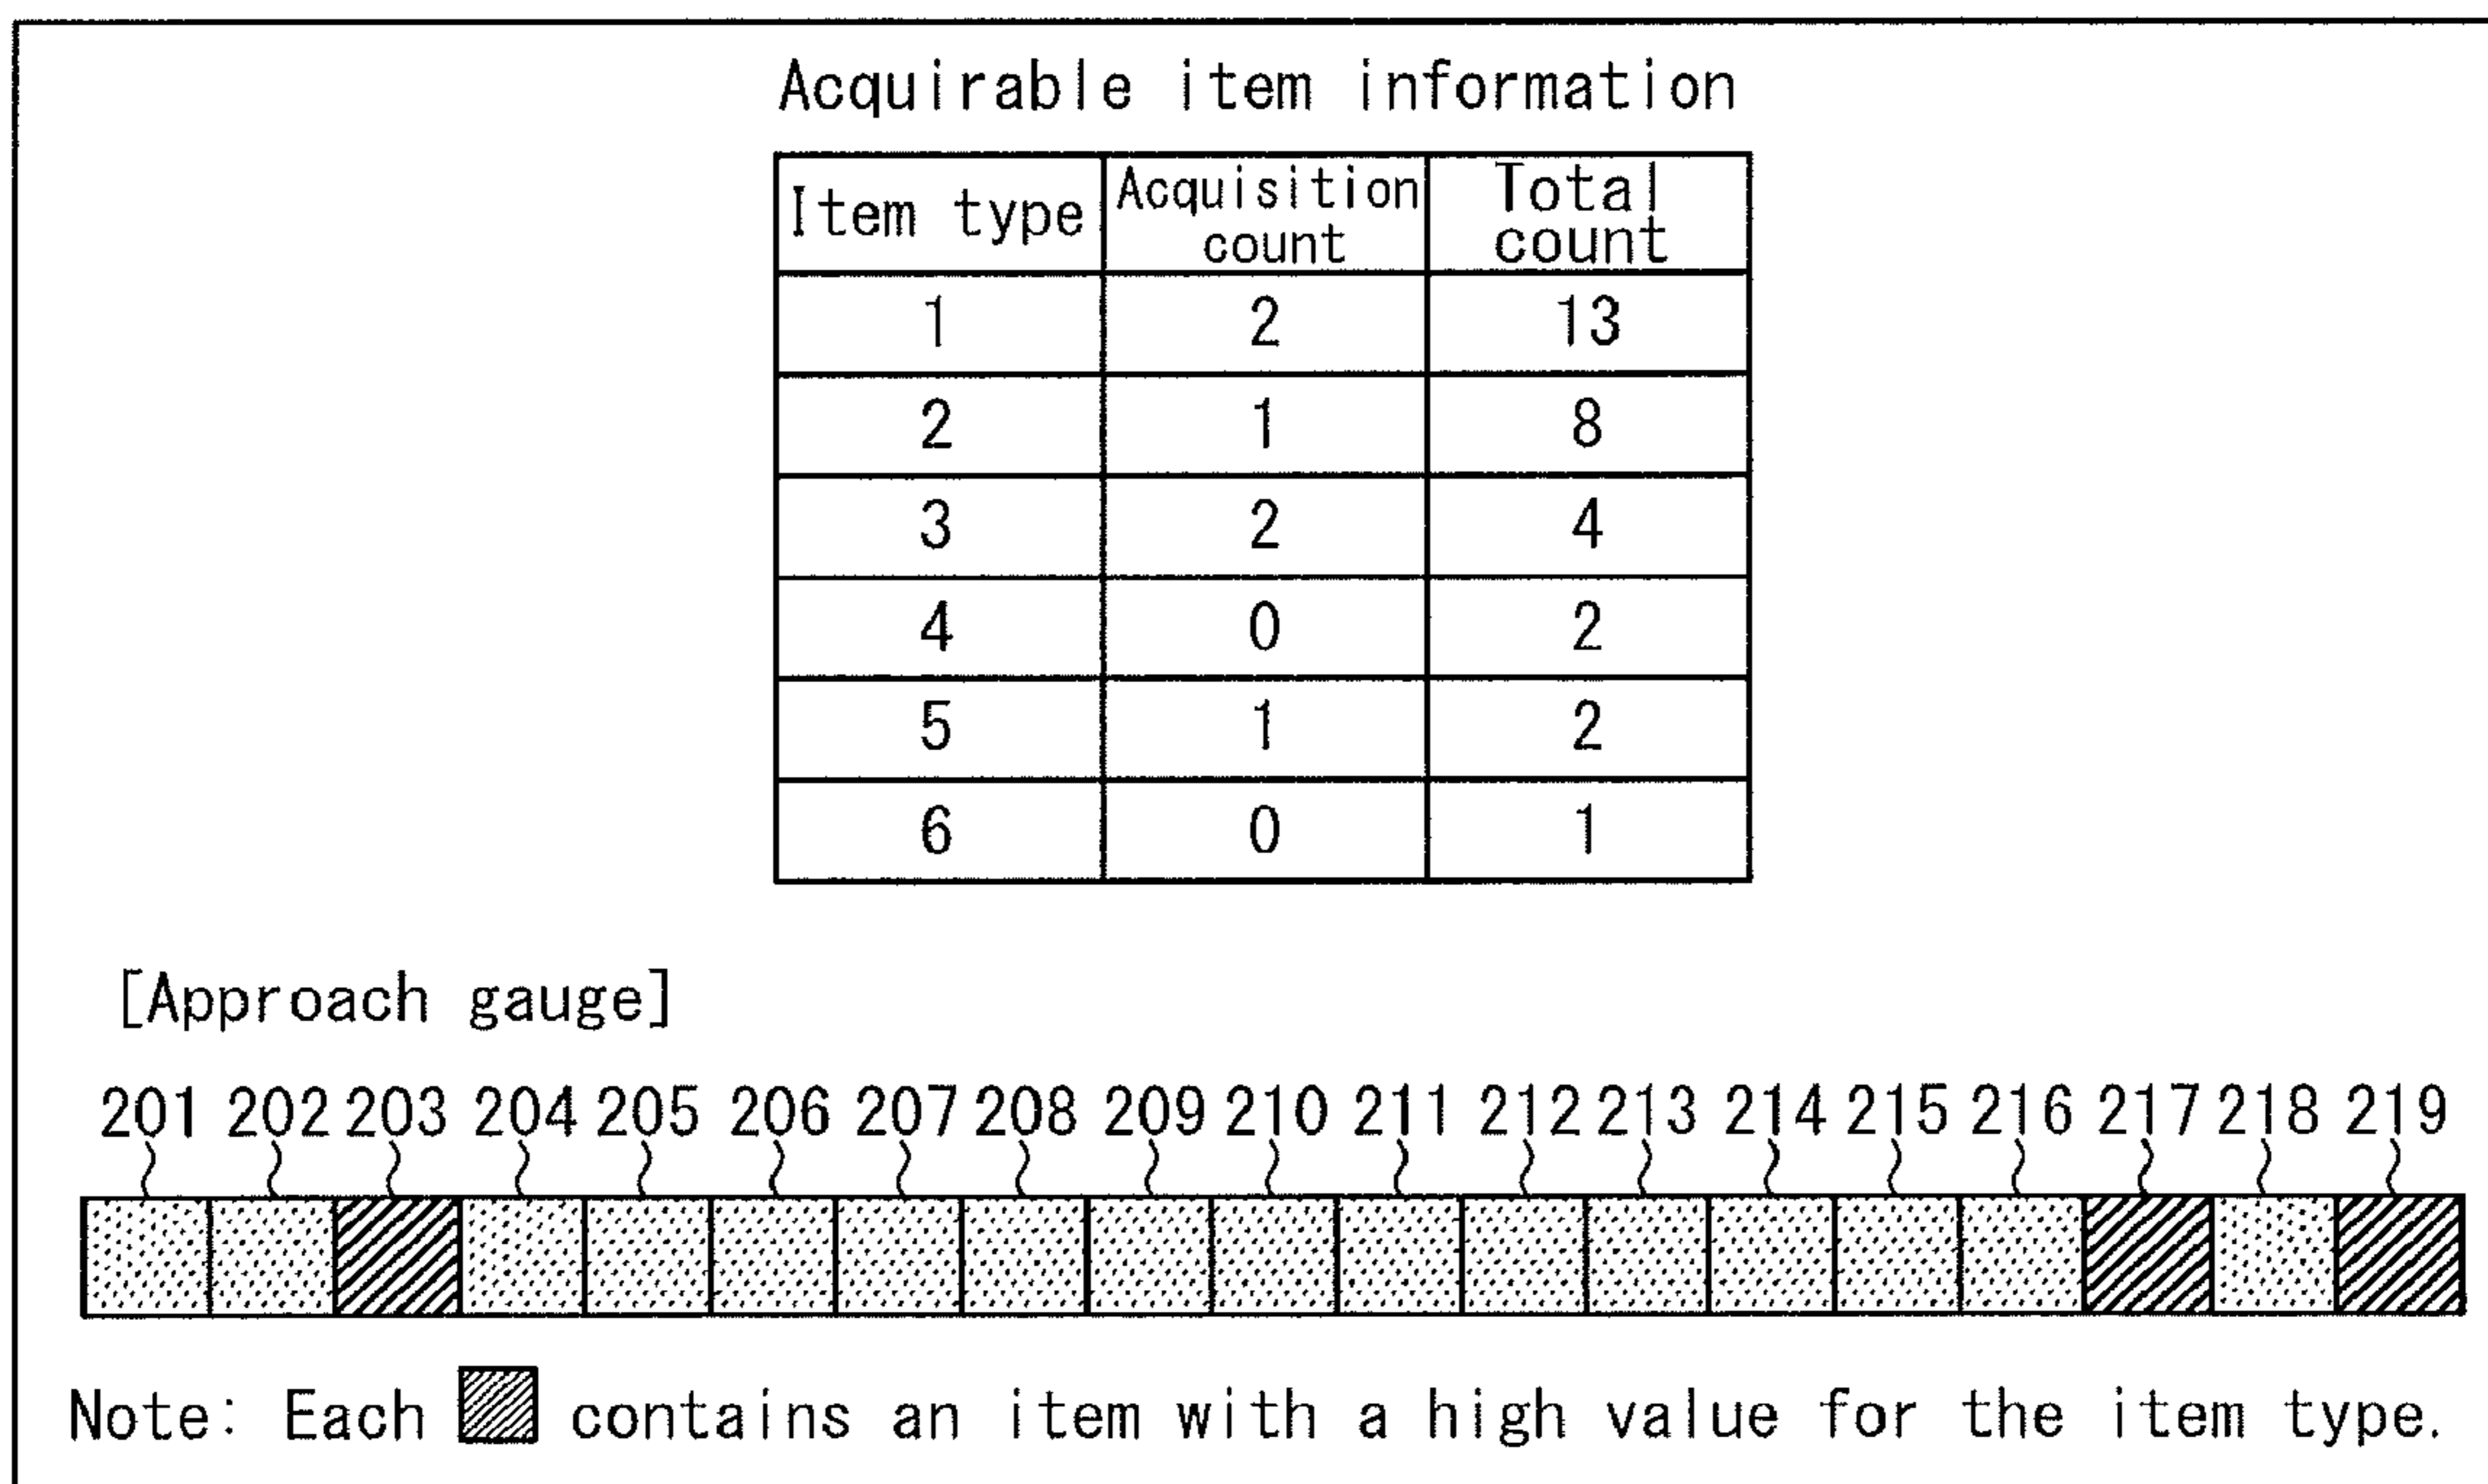 Acquirable item information
Item type Acquisition count Total count
1 2 13
2 1 8
3 2 4
4 0 2
5 1 2
6 0 1
[Approach gauge]
201 202 203 204 205 206 207 208 209 210 211 212 213 214 215 216 217 218 219
Note: Each contains an item with a high value for the item type.